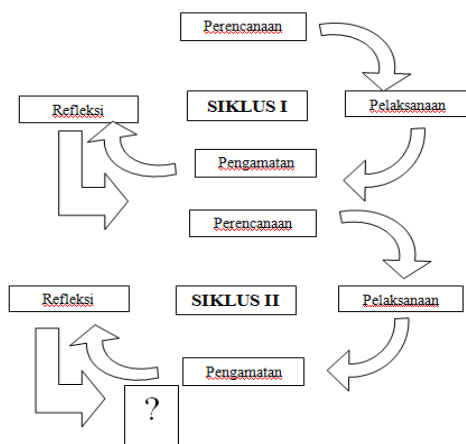 Perencanaan
Refleksi
SIKLUS I
Pelaksanaan
Pengamatan
Perencanaan
Refleksi
SIKLUS II
Pelaksanaan
Pengamatan
?